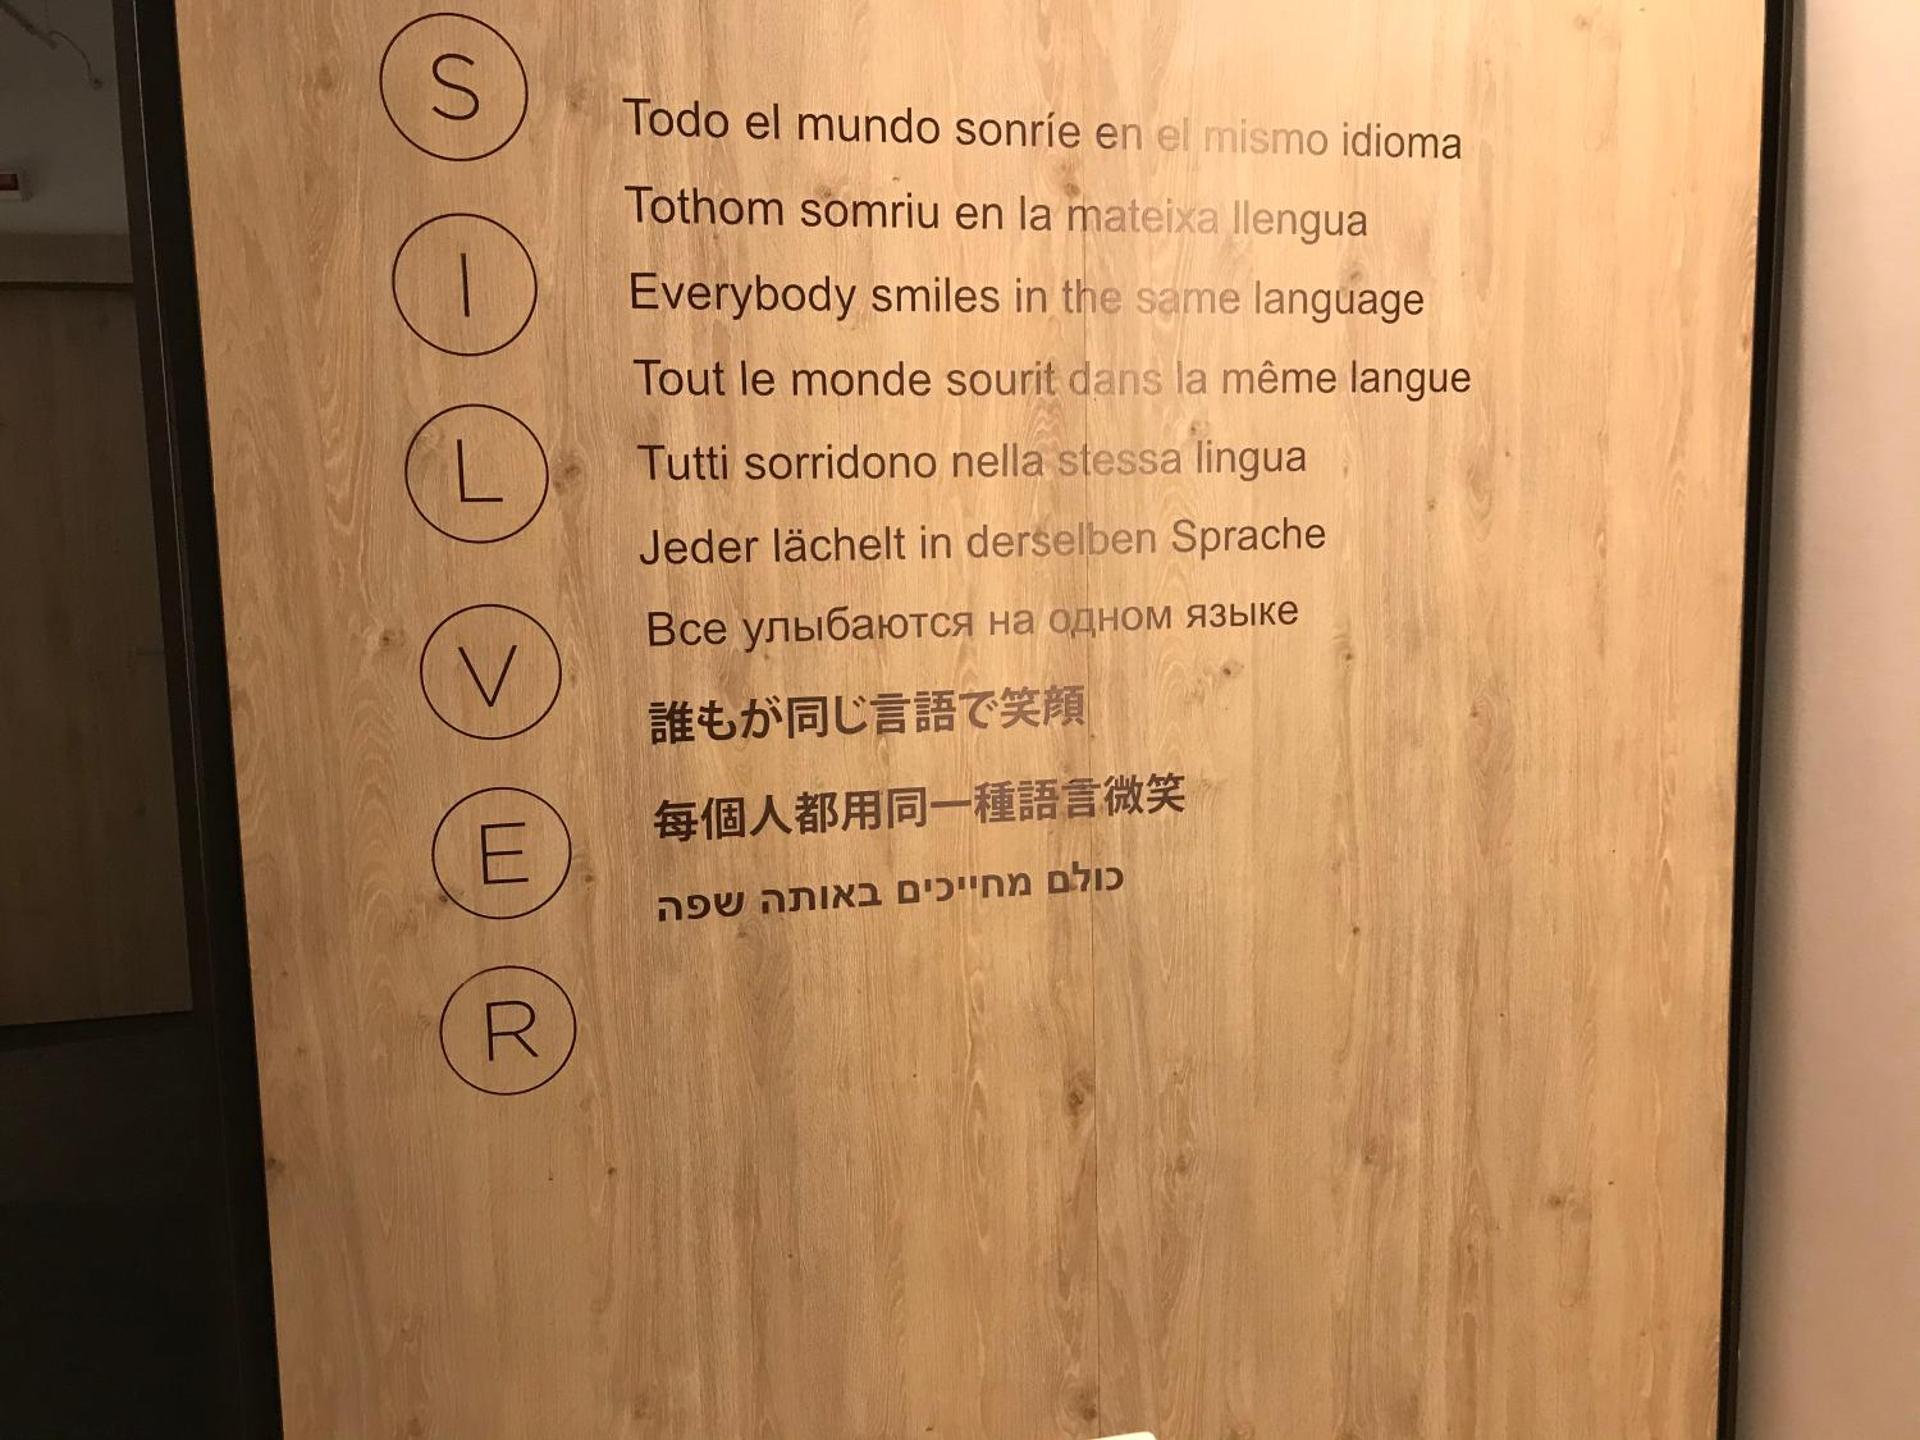 SILVER
Todo el mundo sonríe en el mismo idioma
Tothom somriu en la mateixa llengua
Everybody smiles in the same language
Tout le monde sourit dans la même langue
Tutti sorridono nella stessa lingua
Jeder lächelt in derselben Sprache
Все улыбаются на одном языке
誰もが同じ言語で笑顔
每個人都用同一種語言微笑
כולם מחייכים באותה שפה